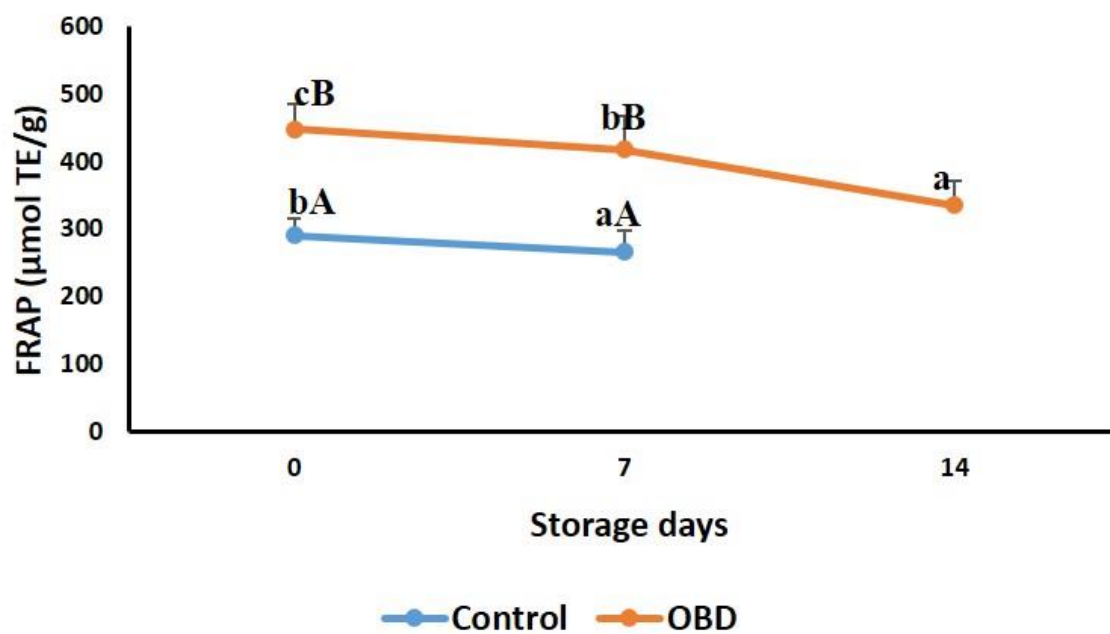 600
500
400
300
200
100
0
FRAP (µmol TE/g)
cB
bB
a
bA
aA
0 7 14
Storage days
Control OBD